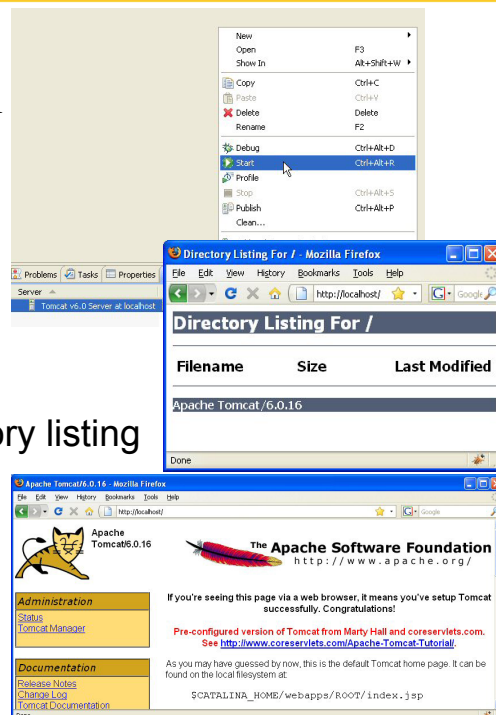 New
Open F3
Show In Alt+Shift+W
Copy Ctrl+C
Paste Ctrl+V
Delete Delete
Rename F2
Debug Ctrl+Alt+D
Start Ctrl+Alt+R
Profile
Stop Ctrl+Alt+S
Publish Ctrl+Alt+P
Clean...
Problems Tasks Properties
Server
Tomcat v6.0 Server at localhost
Directory Listing For / - Mozilla Firefox
File Edit View History Bookmarks Tools Help
http://localhost/ Google
Directory Listing For /
Filename Size Last Modified
Apache Tomcat/6.0.16
Done
ry listing
Apache Tomcat/6.0.16 - Mozilla Firefox
File Edit View History Bookmarks Tools Help
http://localhost/ Google
Apache
Tomcat/6.0.16
The Apache Software Foundation
http://www.apache.org/
Administration
Status
Tomcat Manager
Documentation
Release Notes
Change Log
Tomcat Documentation
If you're seeing this page via a web browser, it means you've setup Tomcat
successfully. Congratulations!
Pre-configured version of Tomcat from Marty Hall and coreservlets.com.
See http://www.coreservlets.com/Apache-Tomcat-Tutorial/.
As you may have guessed by now, this is the default Tomcat home page. It can be
found on the local filesystem at:
$CATALINA_HOME/webapps/ROOT/index.jsp